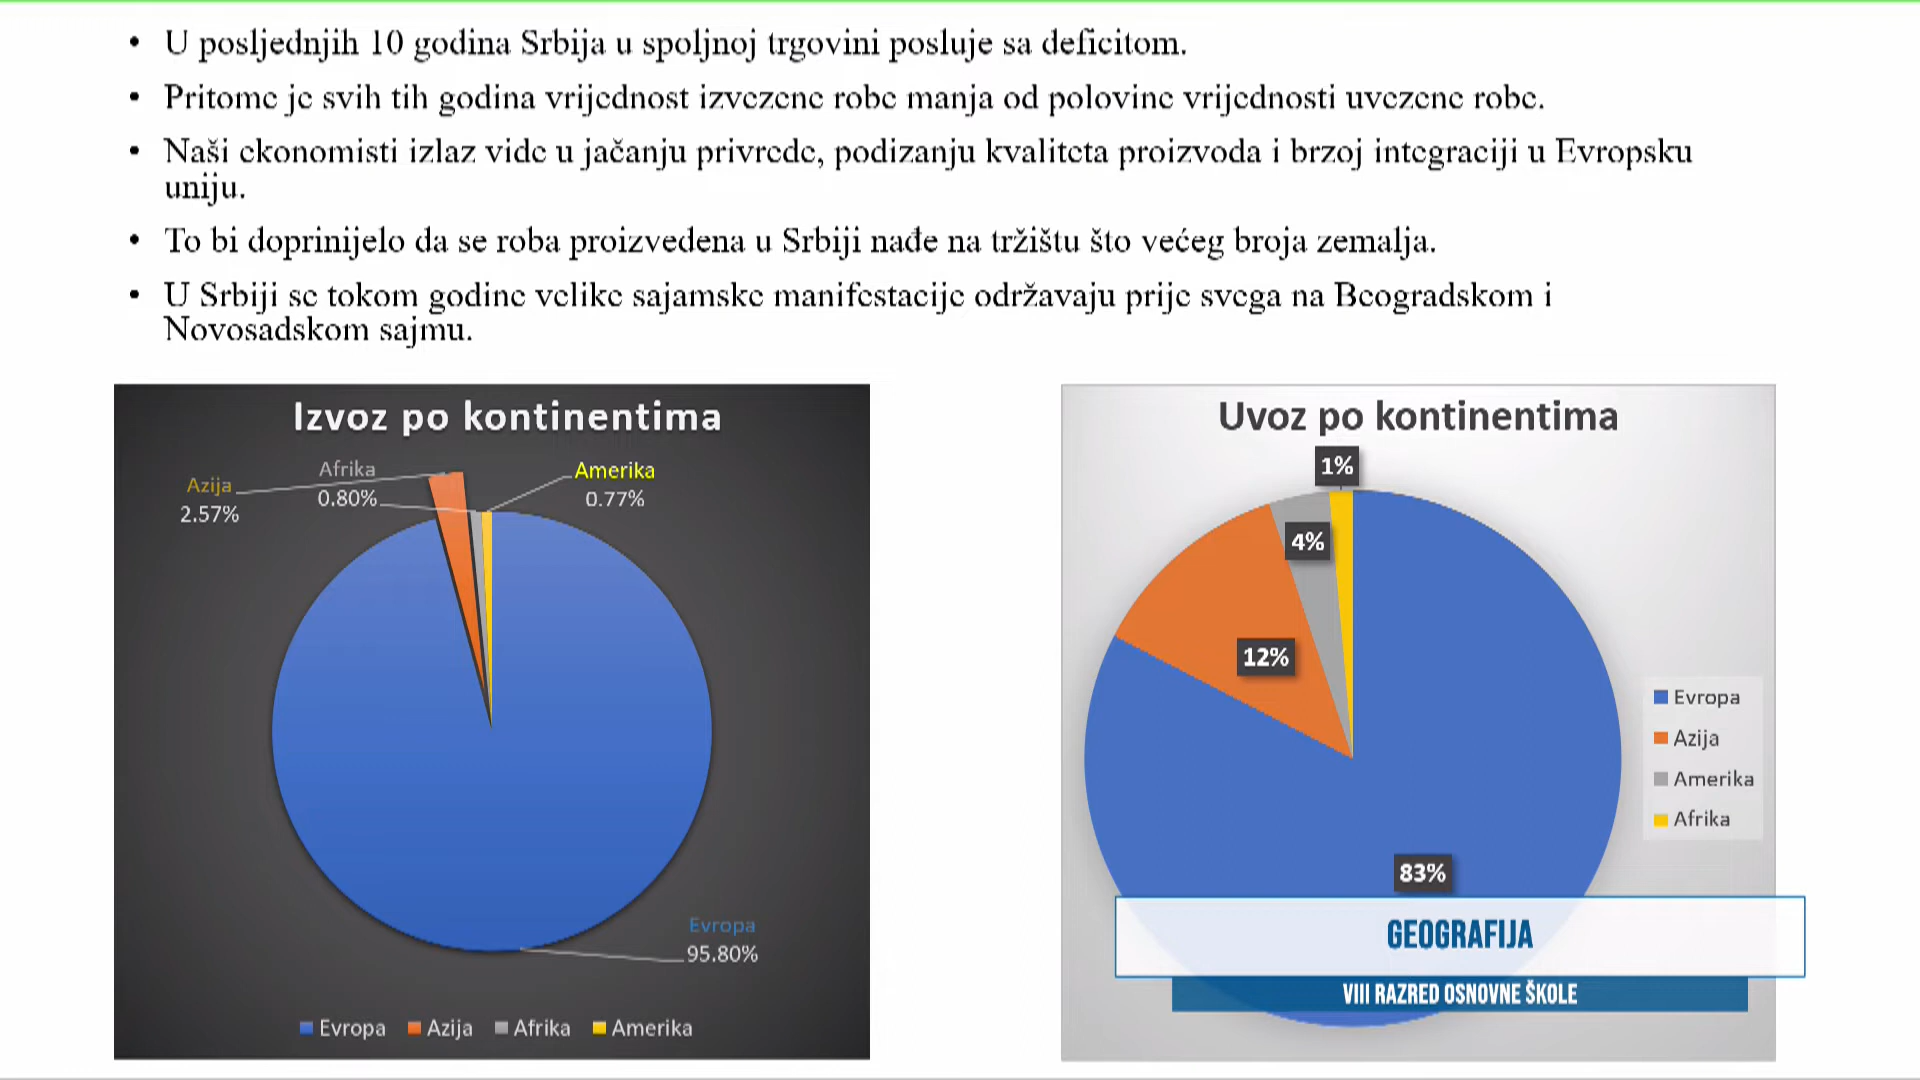 • U posljednjih 10 godina Srbija u spoljnoj trgovini posluje sa deficitom.
• Pritome je svih tih godina vrijednost izvezene robe manja od polovine vrijednosti uvezene robe.
• Naši ekonomisti izlaz vide u jačanju privrede, podizanju kvaliteta proizvoda i brzoj integraciji u Evropsku
uniju.
• To bi doprinijelo da se roba proizvedena u Srbiji nađe na tržištu što većeg broja zemalja.
• U Srbiji se tokom godine velike sajamske manifestacije održavaju prije svega na Beogradskom i
Novosadskom sajmu.
Izvoz po kontinentima
Azija
2.57%
Afrika
0.80%
Amerika
0.77%
Evropa
95.80%
Evropa Azija Afrika Amerika
Uvoz po kontinentima
1%
4%
12%
83%
Evropa
Azija
Amerika
Afrika
GEOGRAFIJA
VIII RAZRED OSNOVNE ŠKOLE